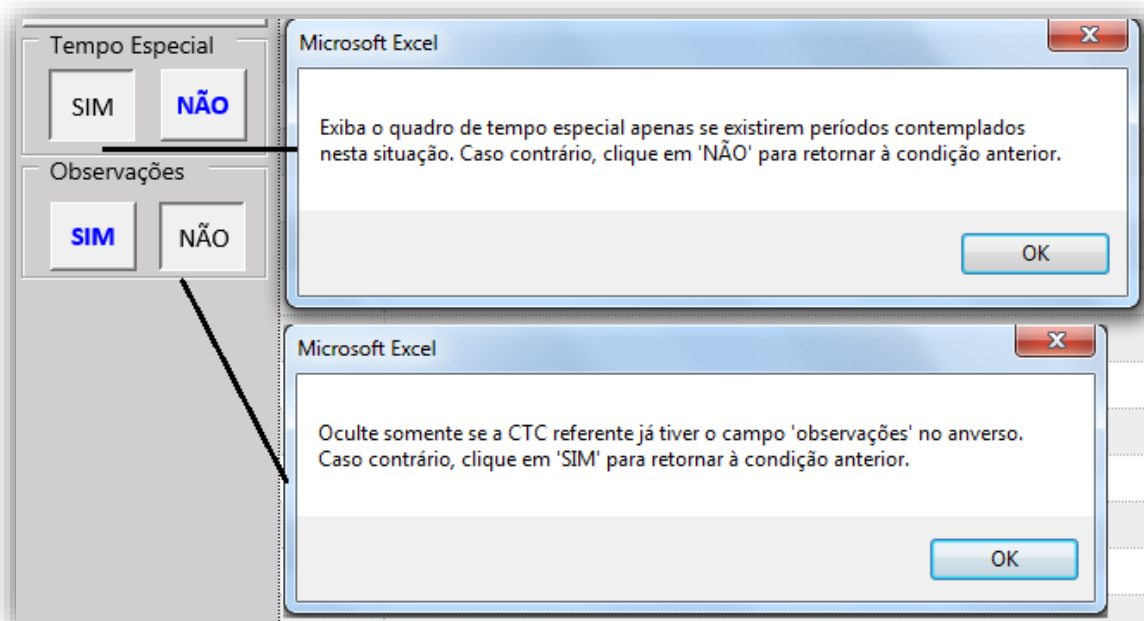 Tempo Especial
SIM
NÃO
Observações
SIM
NÃO
Microsoft Excel
Exiba o quadro de tempo especial apenas se existirem períodos contemplados
nesta situação. Caso contrário, clique em 'NÃO' para retornar à condição anterior.
OK
Microsoft Excel
Oculte somente se a CTC referente já tiver o campo 'observações' no anverso.
Caso contrário, clique em 'SIM' para retornar à condição anterior.
OK